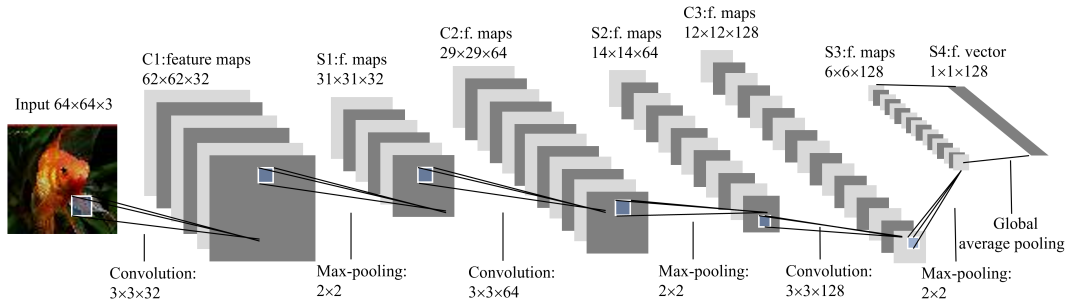 Input 64×64×3
C1:feature maps
62×62×32
S1:f. maps
31×31×32
C2:f. maps
29×29×64
S2:f. maps
14×14×64
C3:f. maps
12×12×128
S3:f. maps
6×6×128
S4:f. vector
1×1×128
Convolution:
3×3×32
Max-pooling:
2×2
Convolution:
3×3×64
Max-pooling:
2×2
Convolution:
3×3×128
Max-pooling:
2×2
Global
average pooling